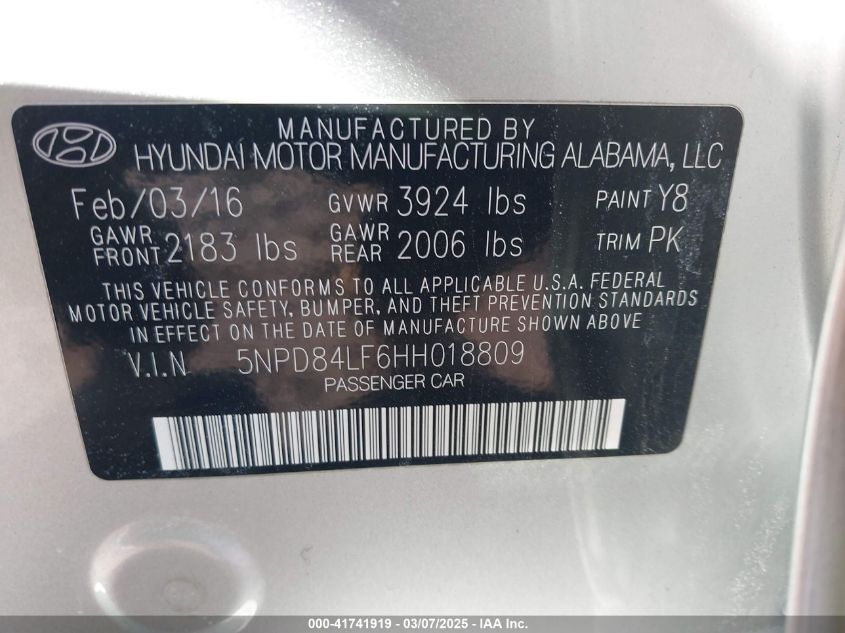 MANUFACTURED BY
HYUNDAI MOTOR MANUFACTURING ALABAMA, LLC
Feb/03/16 GVWR 3924 lbs PAINT Y8
GAWR FRONT 2183 lbs GAWR REAR 2006 lbs TRIM PK
THIS VEHICLE CONFORMS TO ALL APPLICABLE U.S.A. FEDERAL
MOTOR VEHICLE SAFETY, BUMPER, AND THEFT PREVENTION STANDARDS
IN EFFECT ON THE DATE OF MANUFACTURE SHOWN ABOVE
V.I.N 5NPD84LF6HH018809
PASSENGER CAR
000-41741919 - 03/07/2025 - IAA Inc.